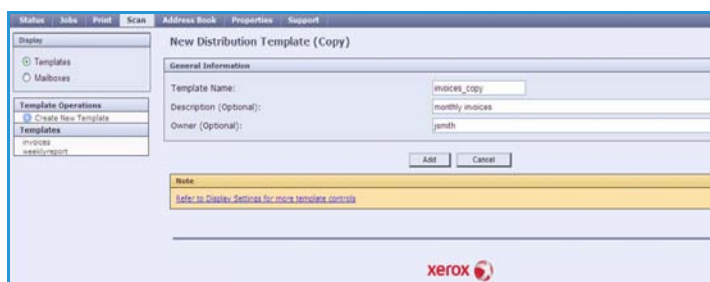 Status Jobs Print Scan Address Book Properties Support
Display
Templates
Mailboxes
Template Operations
Create New Template
Templates
invoices
weeklyreport
New Distribution Template (Copy)
General Information
Template Name: invoices_copy
Description (Optional): monthly invoices
Owner (Optional): jsmith
Add Cancel
Note
Refer to Display Settings for more template controls
xerox